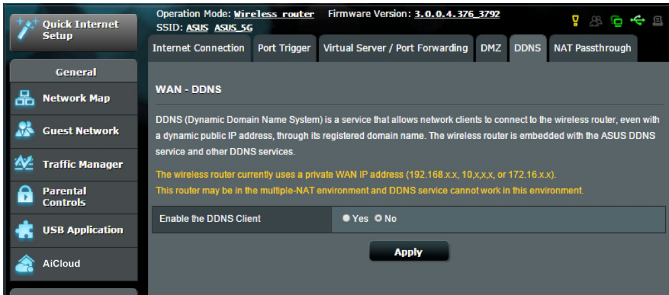 Quick Internet
Setup
Operation Mode: Wireless router Firmware Version: 3.0.0.4.376_3792
SSID: ASUS ASUS_5G
Internet Connection Port Trigger Virtual Server / Port Forwarding DMZ DDNS NAT Passthrough
General
Network Map
Guest Network
Traffic Manager
Parental
Controls
USB Application
AiCloud
WAN - DDNS
DDNS (Dynamic Domain Name System) is a service that allows network clients to connect to the wireless router, even with
a dynamic public IP address, through its registered domain name. The wireless router is embedded with the ASUS DDNS
service and other DDNS services.
The wireless router currently uses a private WAN IP address (192.168.x.x, 10,x,x,x, or 172.16.x.x).
This router may be in the multiple-NAT environment and DDNS service cannot work in this environment.
Enable the DDNS Client Yes No
Apply